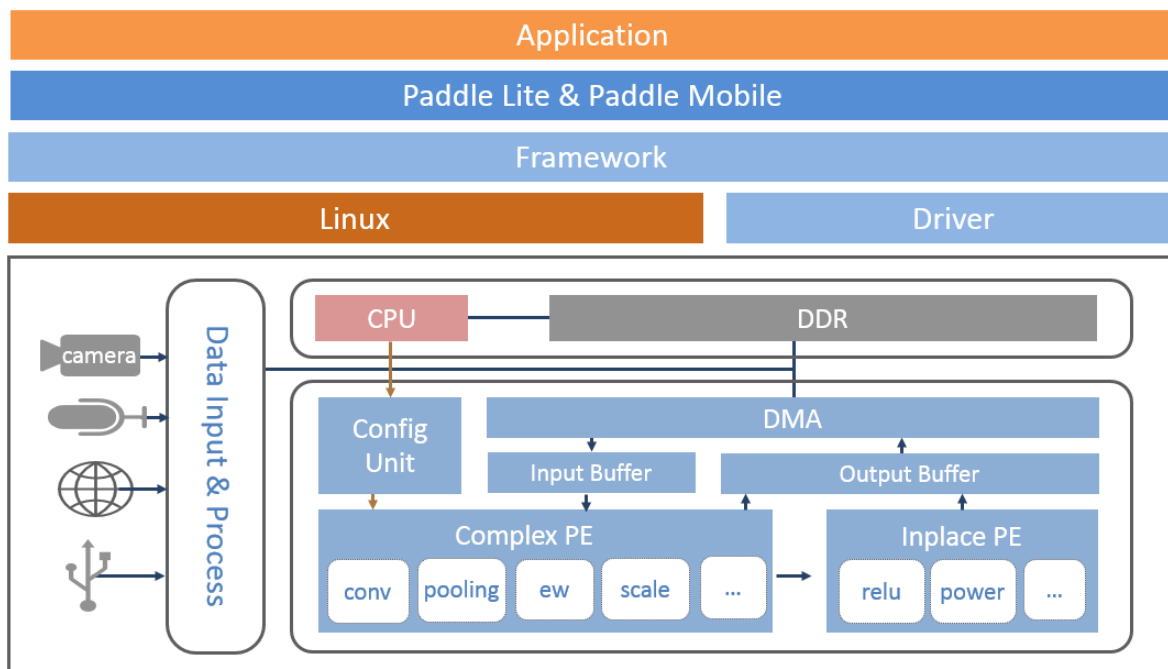 Application
Paddle Lite & Paddle Mobile
Framework
Linux
Driver
CPU
DDR
camera
Data Input & Process
Config
Unit
DMA
Input Buffer
Output Buffer
Complex PE
Inplace PE
conv
pooling
ew
scale
...
relu
power
...